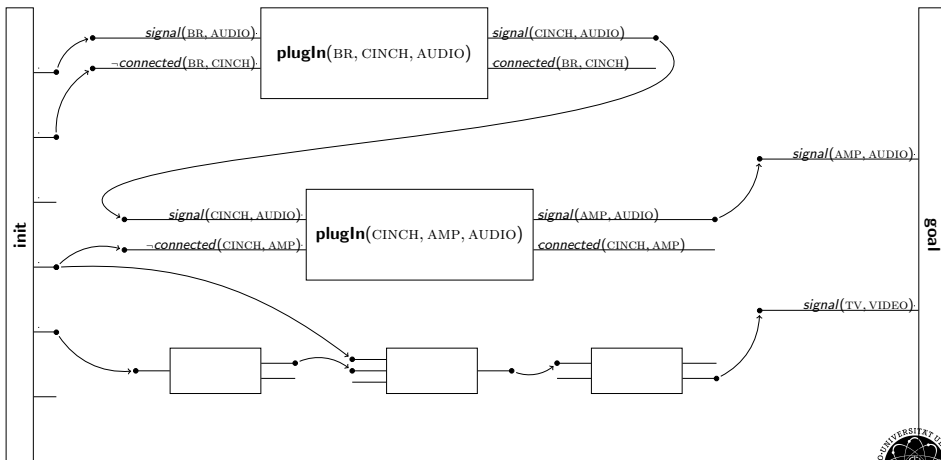 init
signal(BR, AUDIO)
¬connected(BR, CINCH)
plugIn(BR, CINCH, AUDIO)
signal(CINCH, AUDIO)
connected(BR, CINCH)
signal(CINCH, AUDIO)
¬connected(CINCH, AMP)
plugIn(CINCH, AMP, AUDIO)
signal(AMP, AUDIO)
connected(CINCH, AMP)
signal(AMP, AUDIO)
signal(TV, VIDEO)
goal